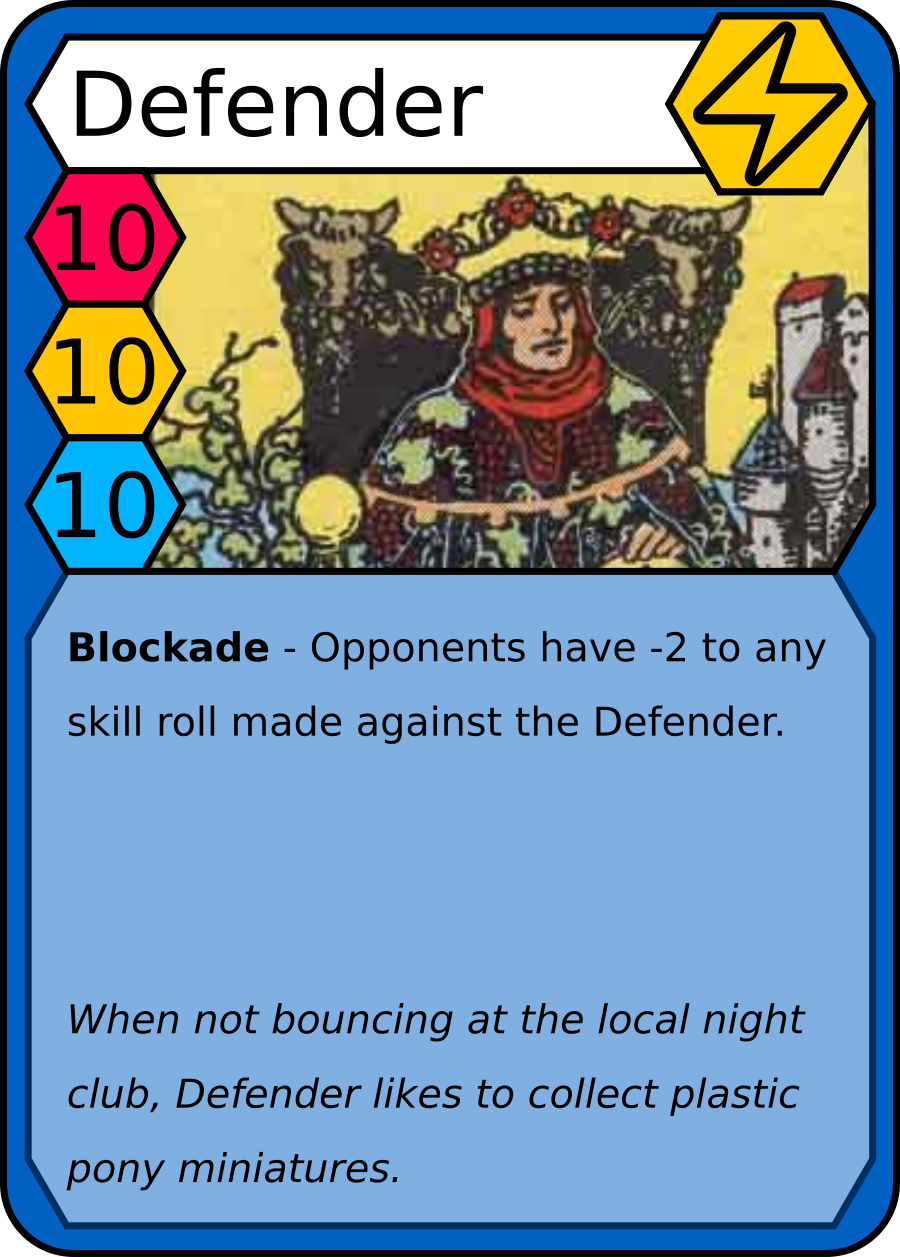 Defender
10
10
10
Blockade - Opponents have -2 to any
skill roll made against the Defender.
When not bouncing at the local night
club, Defender likes to collect plastic
pony miniatures.